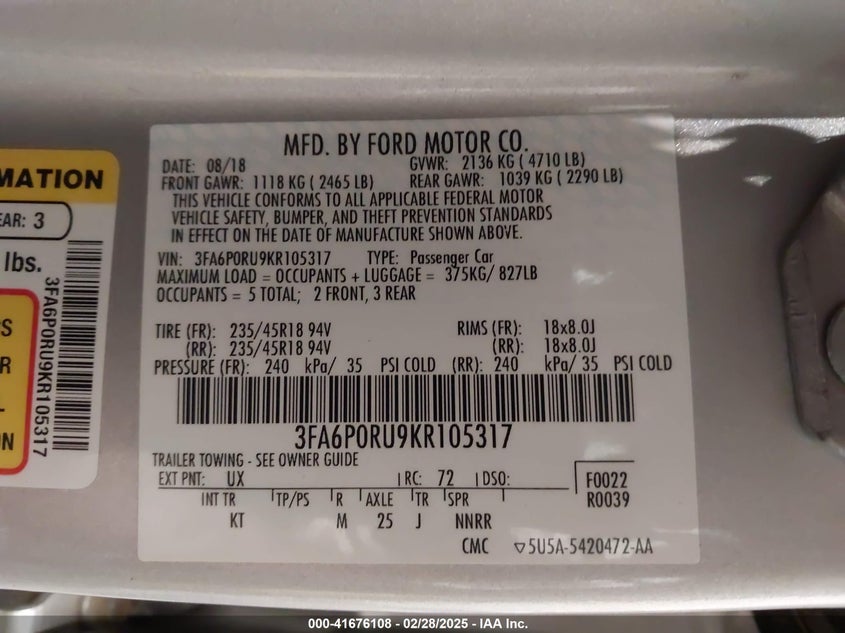 MATION
EAR: 3
lbs.
3FA6P0RU9KR105317
PS
R
L
N
MFD. BY FORD MOTOR CO.
DATE: 08/18 GVWR: 2136 KG ( 4710 LB)
FRONT GAWR: 1118 KG ( 2465 LB) REAR GAWR: 1039 KG ( 2290 LB)
THIS VEHICLE CONFORMS TO ALL APPLICABLE FEDERAL MOTOR
VEHICLE SAFETY, BUMPER, AND THEFT PREVENTION STANDARDS
IN EFFECT ON THE DATE OF MANUFACTURE SHOWN ABOVE.
VIN: 3FA6P0RU9KR105317 TYPE: Passenger Car
MAXIMUM LOAD = OCCUPANTS + LUGGAGE = 375KG/ 827LB
OCCUPANTS = 5 TOTAL; 2 FRONT, 3 REAR
TIRE (FR): 235/45R18 94V RIMS (FR): 18x8.0J
(RR): 235/45R18 94V (RR): 18x8.0J
PRESSURE (FR): 240 kPa/ 35 PSI COLD (RR): 240 kPa/ 35 PSI COLD
3FA6P0RU9KR105317
TRAILER TOWING - SEE OWNER GUIDE
EXT PNT: UX RC: 72 DSO: F0022
INT TR TP/PS R AXLE TR SPR R0039
KT M 25 J NNRR
CMC ▽5U5A-5420472-AA
000-41676108 - 02/28/2025 - IAA Inc.